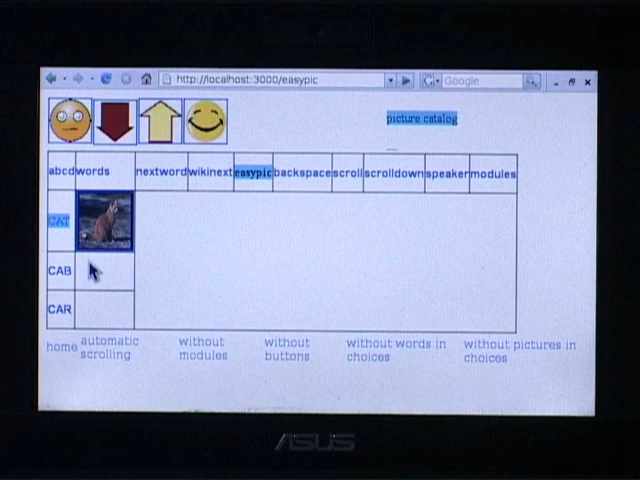 http://localhost:3000/easypic
G Google
picture catalog
abcd words nextword wikinext easypic backspace scroll scrolldown speaker modules
CAT
CAB
CAR
home automatic scrolling without modules without buttons without words in choices without pictures in choices
ASUS